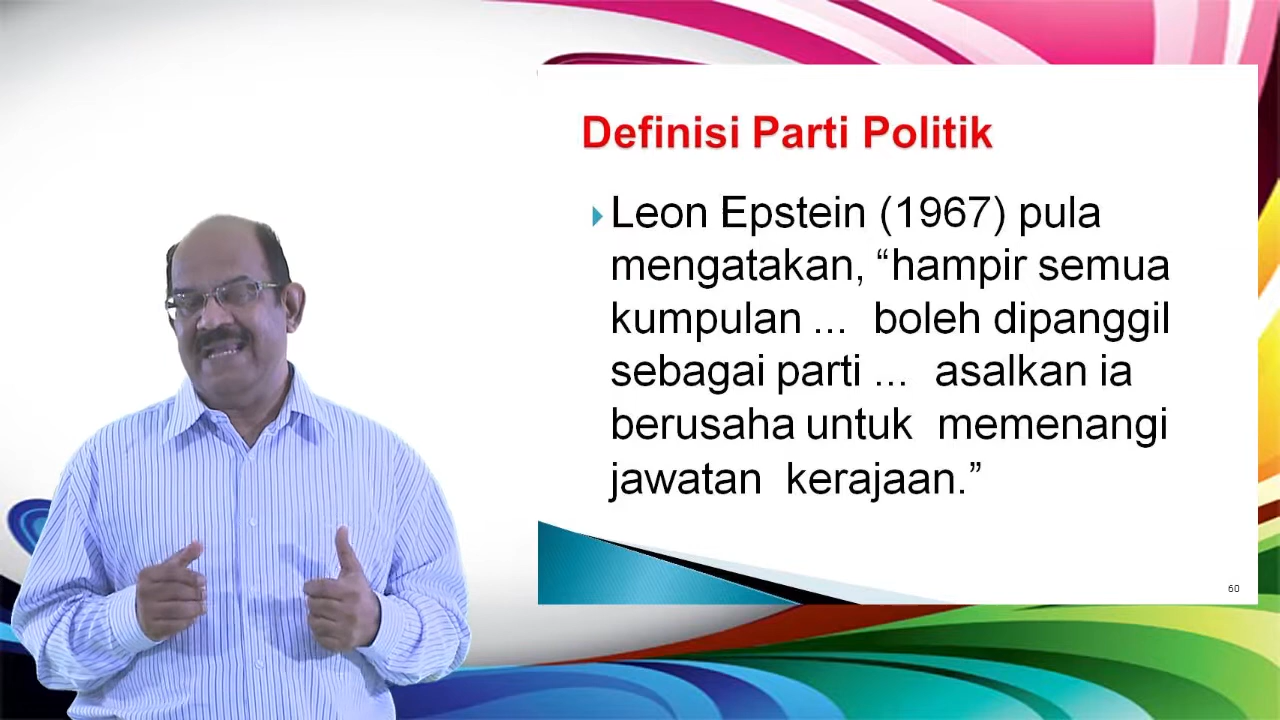 Definisi Parti Politik
Leon Epstein (1967) pula
mengatakan, “hampir semua
kumpulan ... boleh dipanggil
sebagai parti ... asalkan ia
berusaha untuk memenangi
jawatan kerajaan.”
60